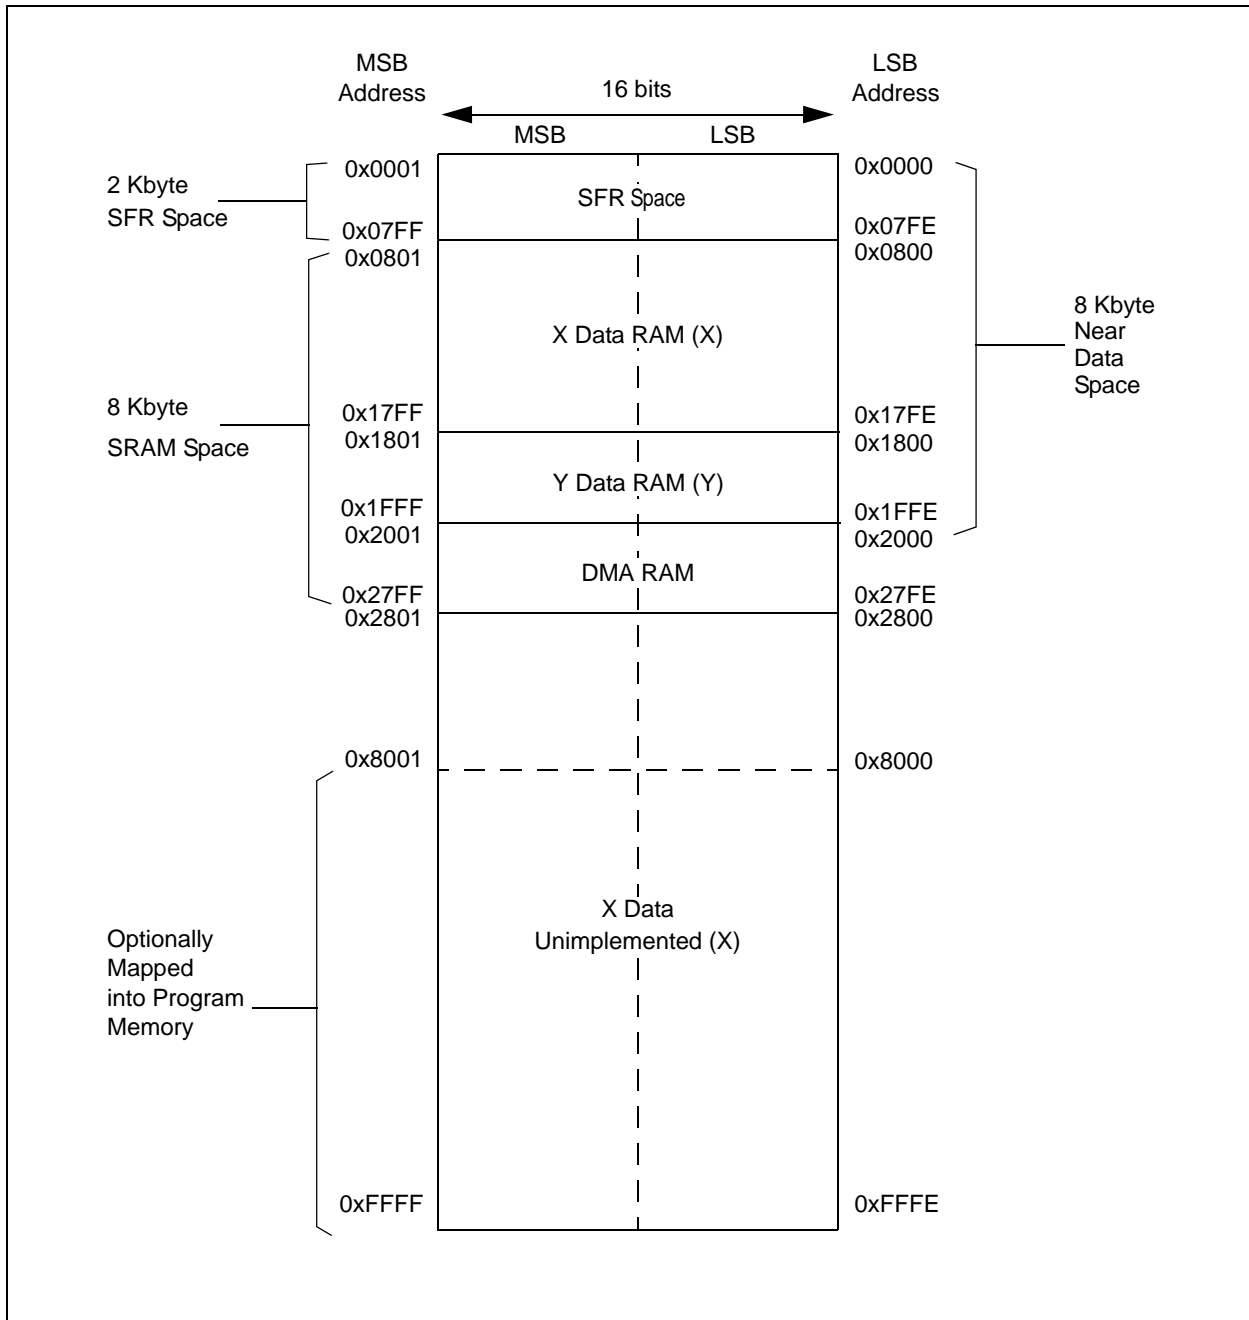 MSB
Address
LSB
Address
16 bits
MSB
LSB
0x0001
0x0000
2 Kbyte
SFR Space
SFR Space
0x07FF
0x07FE
0x0801
0x0800
8 Kbyte
Near
Data
Space
X Data RAM (X)
8 Kbyte
SRAM Space
0x17FF
0x17FE
0x1801
0x1800
Y Data RAM (Y)
0x1FFF
0x1FFE
0x2001
0x2000
DMA RAM
0x27FF
0x27FE
0x2801
0x2800
0x8001
0x8000
X Data
Unimplemented (X)
Optionally
Mapped
into Program
Memory
0xFFFF
0xFFFE